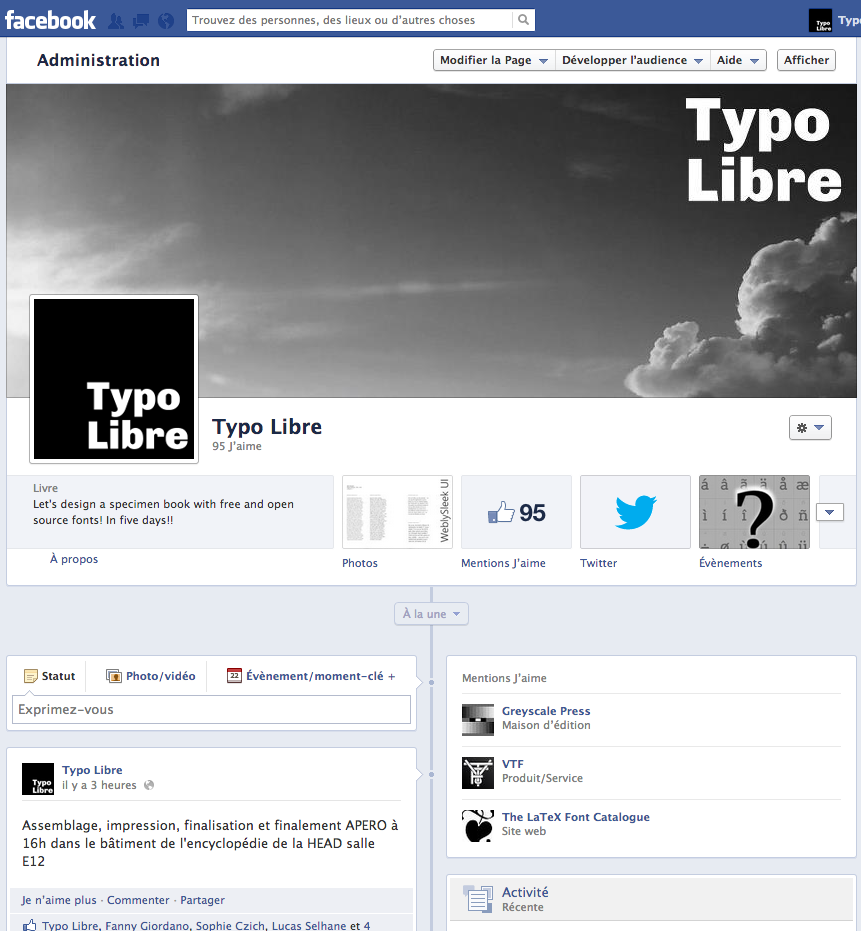 facebook
Trouvez des personnes, des lieux ou d'autres choses
Typo
Libre
Administration
Modifier la Page
Développer l'audience
Aide
Afficher
Typo
Libre
Typo
Libre
Typo Libre
95 J'aime
Livre
Let's design a specimen book with free and open
source fonts! In five days!!
À propos
WeblySleek UI
Photos
95
Mentions J'aime
Twitter
á â ã ä å æ
ì í î ? ð ñ
Évènements
À la une
Statut
Photo/vidéo
22
Évènement/moment-clé +
Exprimez-vous
Typo
Libre
Typo Libre
il y a 3 heures
Assemblage, impression, finalisation et finalement APERO à
16h dans le bâtiment de l'encyclopédie de la HEAD salle
E12
Je n'aime plus · Commenter · Partager
Typo Libre, Fanny Giordano, Sophie Czich, Lucas Selhane et 4
Mentions J'aime
Greyscale Press
Maison d'édition
VTF
Produit/Service
The LaTeX Font Catalogue
Site web
Activité
Récente